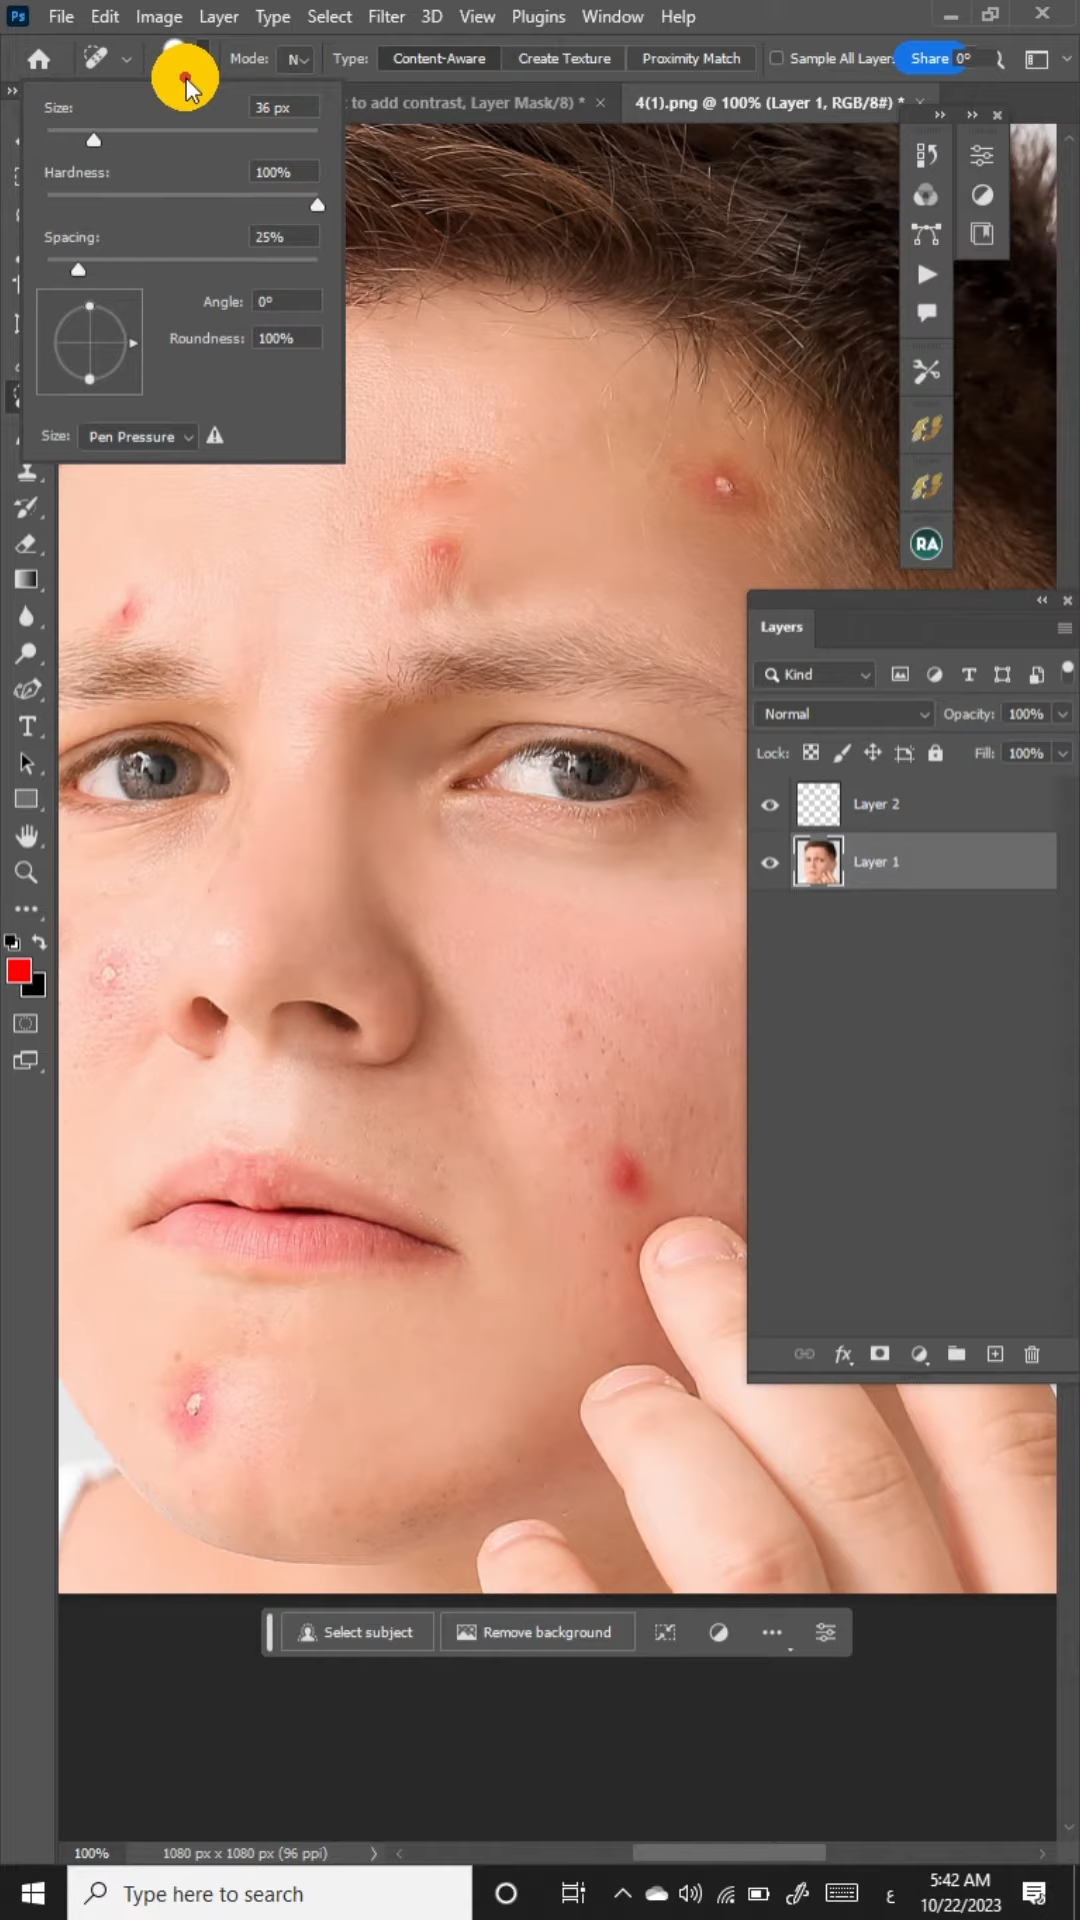 Ps File Edit Image Layer Type Select Filter 3D View Plugins Window Help
Mode: N Type: Content-Aware Create Texture Proximity Match Sample All Layer Share 0°
Size: 36 px
t to add contrast, Layer Mask/8) * × 4(1).png @ 100% (Layer 1, RGB/8#) * ×
Hardness: 100%
Spacing: 25%
Angle: 0°
Roundness: 100%
Size: Pen Pressure
RA
Layers
Kind
Normal Opacity: 100%
Lock: Fill: 100%
Layer 2
Layer 1
Select subject Remove background
100% 1080 px x 1080 px (96 ppi)
Type here to search
ع
5:42 AM
10/22/2023